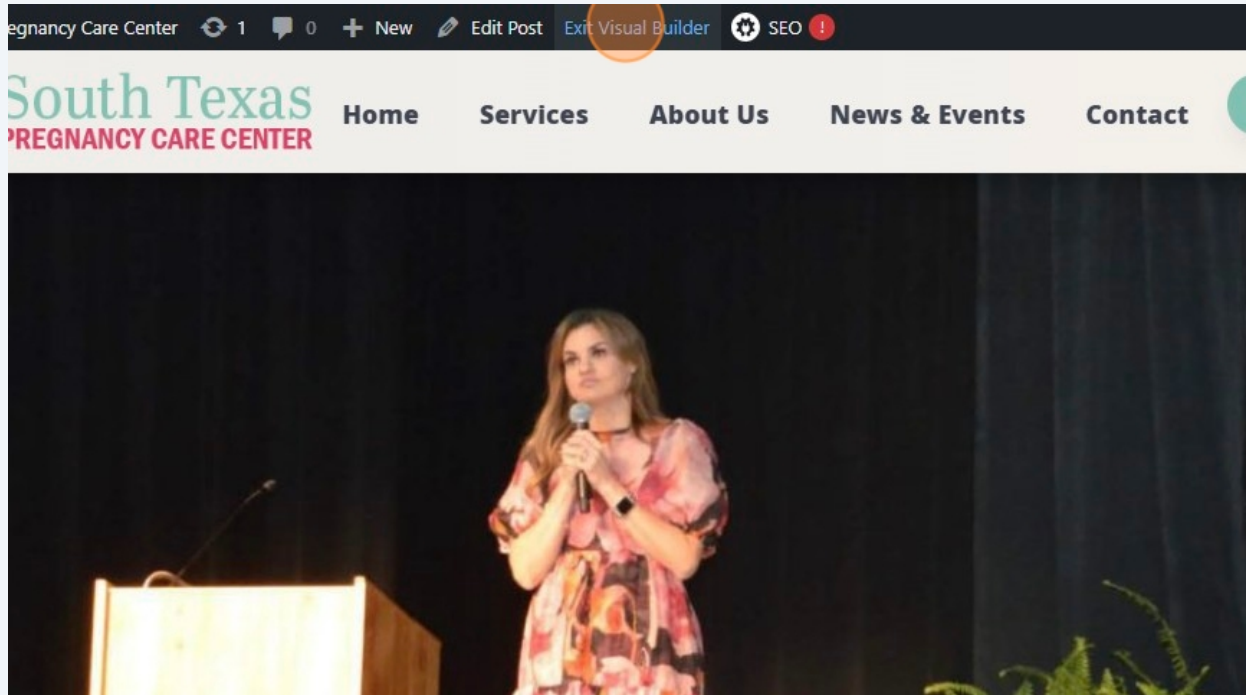 egnancy Care Center 1 0 New Edit Post Exit Visual Builder SEO !
South Texas
PREGNANCY CARE CENTER
Home Services About Us News & Events Contact